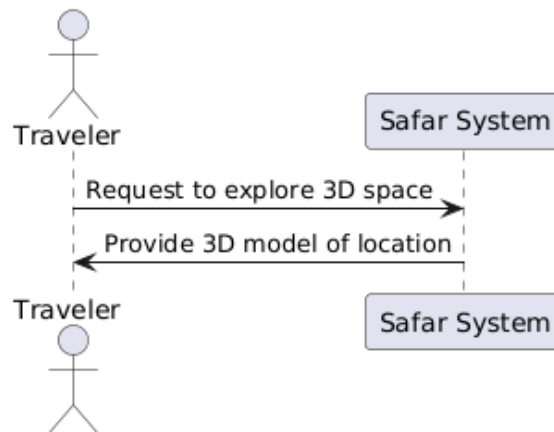 Traveler
Safar System
Request to explore 3D space
Provide 3D model of location
Traveler
Safar System